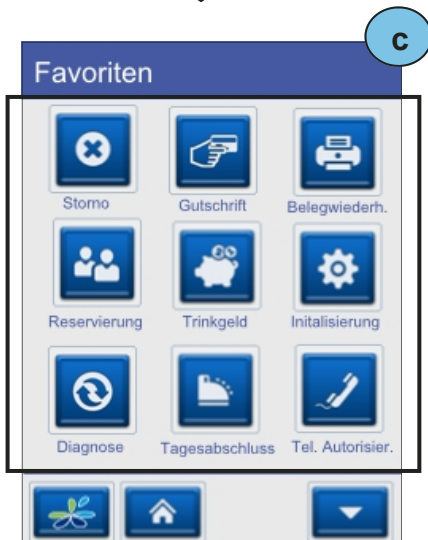 c
Favoriten
Storno
Gutschrift
Belegwiederh.
Reservierung
Trinkgeld
Initalisierung
Diagnose
Tagesabschluss
Tel. Autorisier.